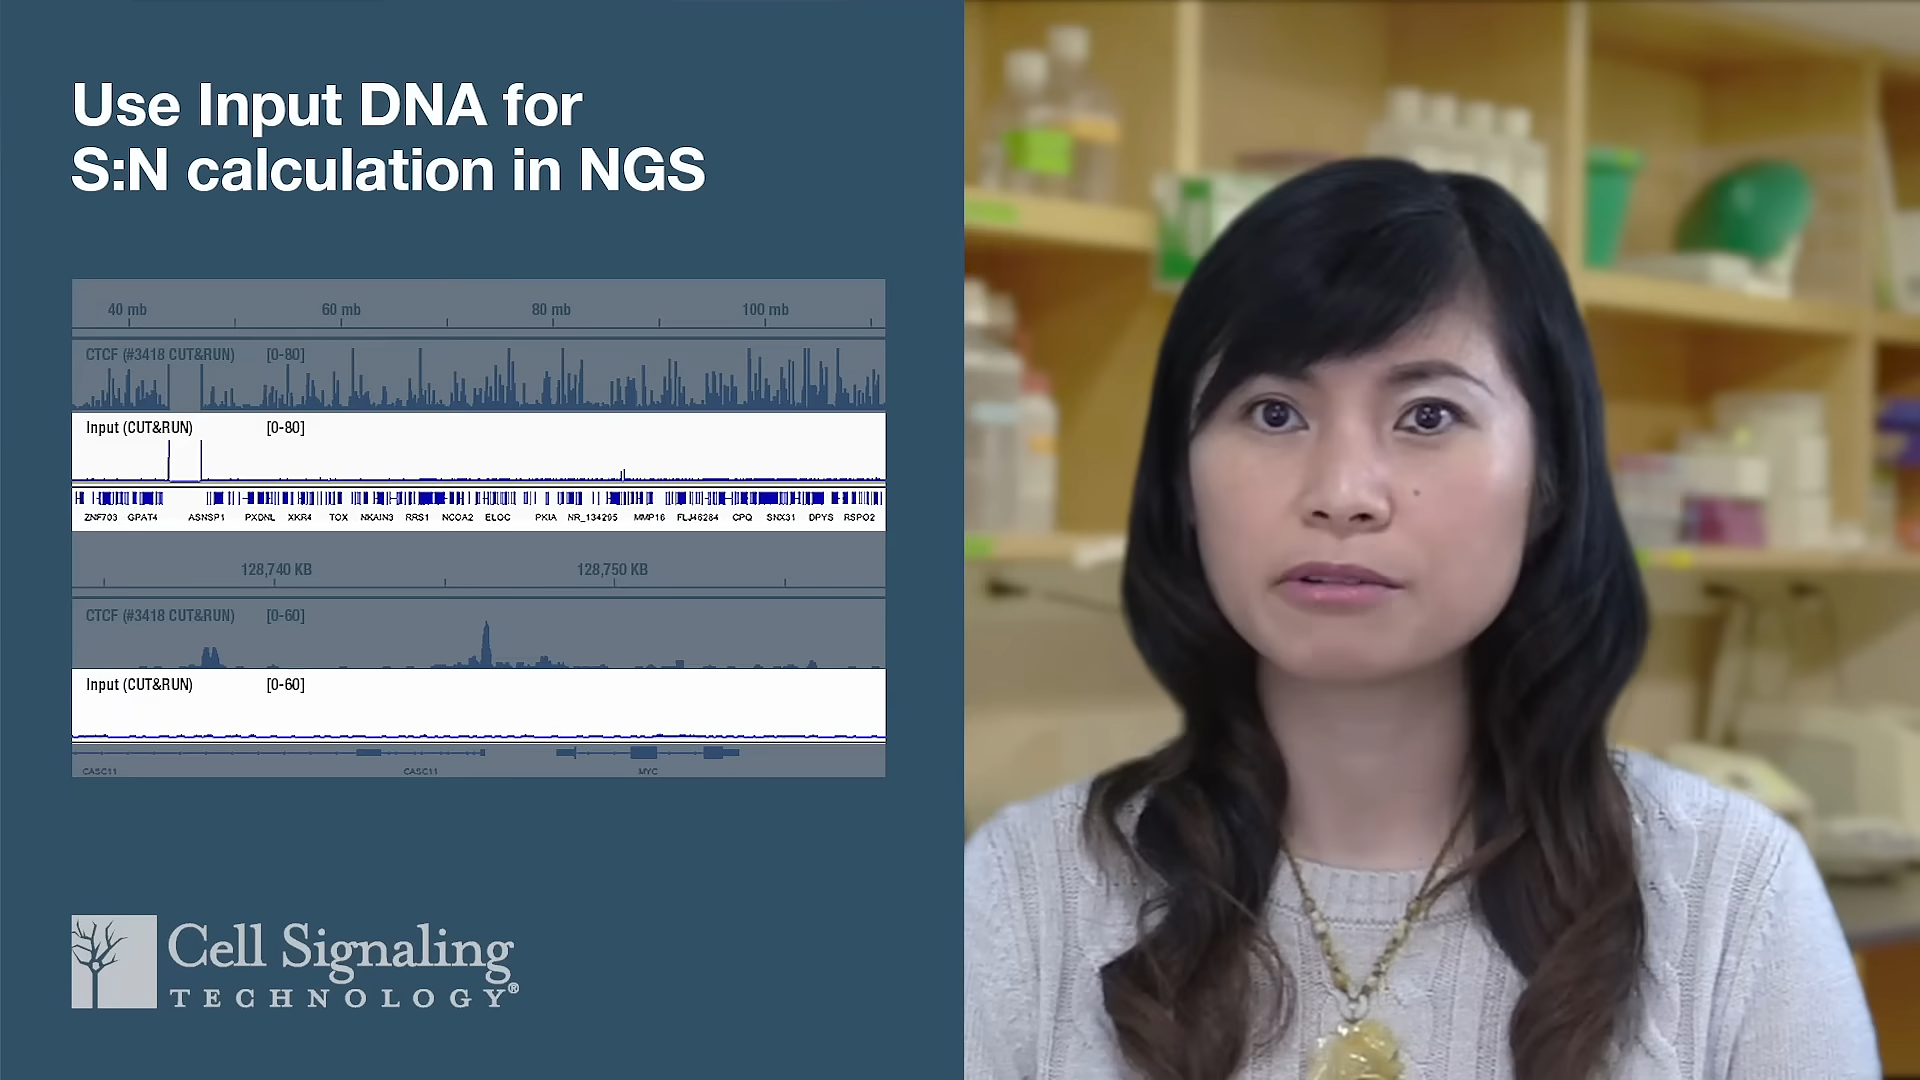 Use Input DNA for
S:N calculation in NGS
40 mb 60 mb 80 mb 100 mb
CTCF (#3418 CUT&RUN) [0-80]
Input (CUT&RUN) [0-80]
ZNF703 GPAT4 ASNSP1 PXDNL XKR4 TOX NKAIN3 RRS1 NCOA2 ELOC PKIA NR_134295 MMP16 FLJ46284 CPQ SNX31 DPYS RSPO2
128,740 KB 128,750 KB
CTCF (#3418 CUT&RUN) [0-60]
Input (CUT&RUN) [0-60]
CASC11 CASC11 MYC
Cell Signaling
TECHNOLOGY®